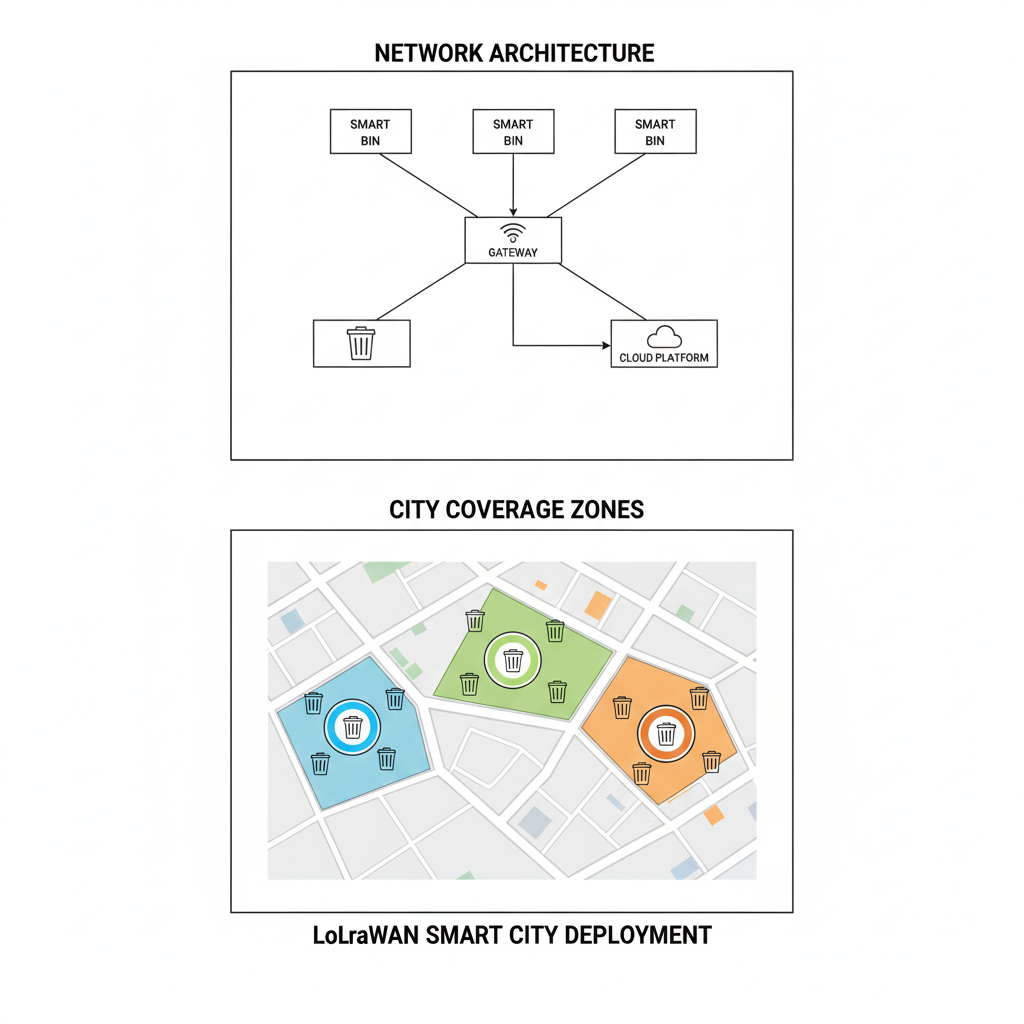 NETWORK ARCHITECTURE
SMART
BIN
SMART
BIN
SMART
BIN
GATEWAY
CLOUD PLATFORM
CITY COVERAGE ZONES
LoLraWAN SMART CITY DEPLOYMENT